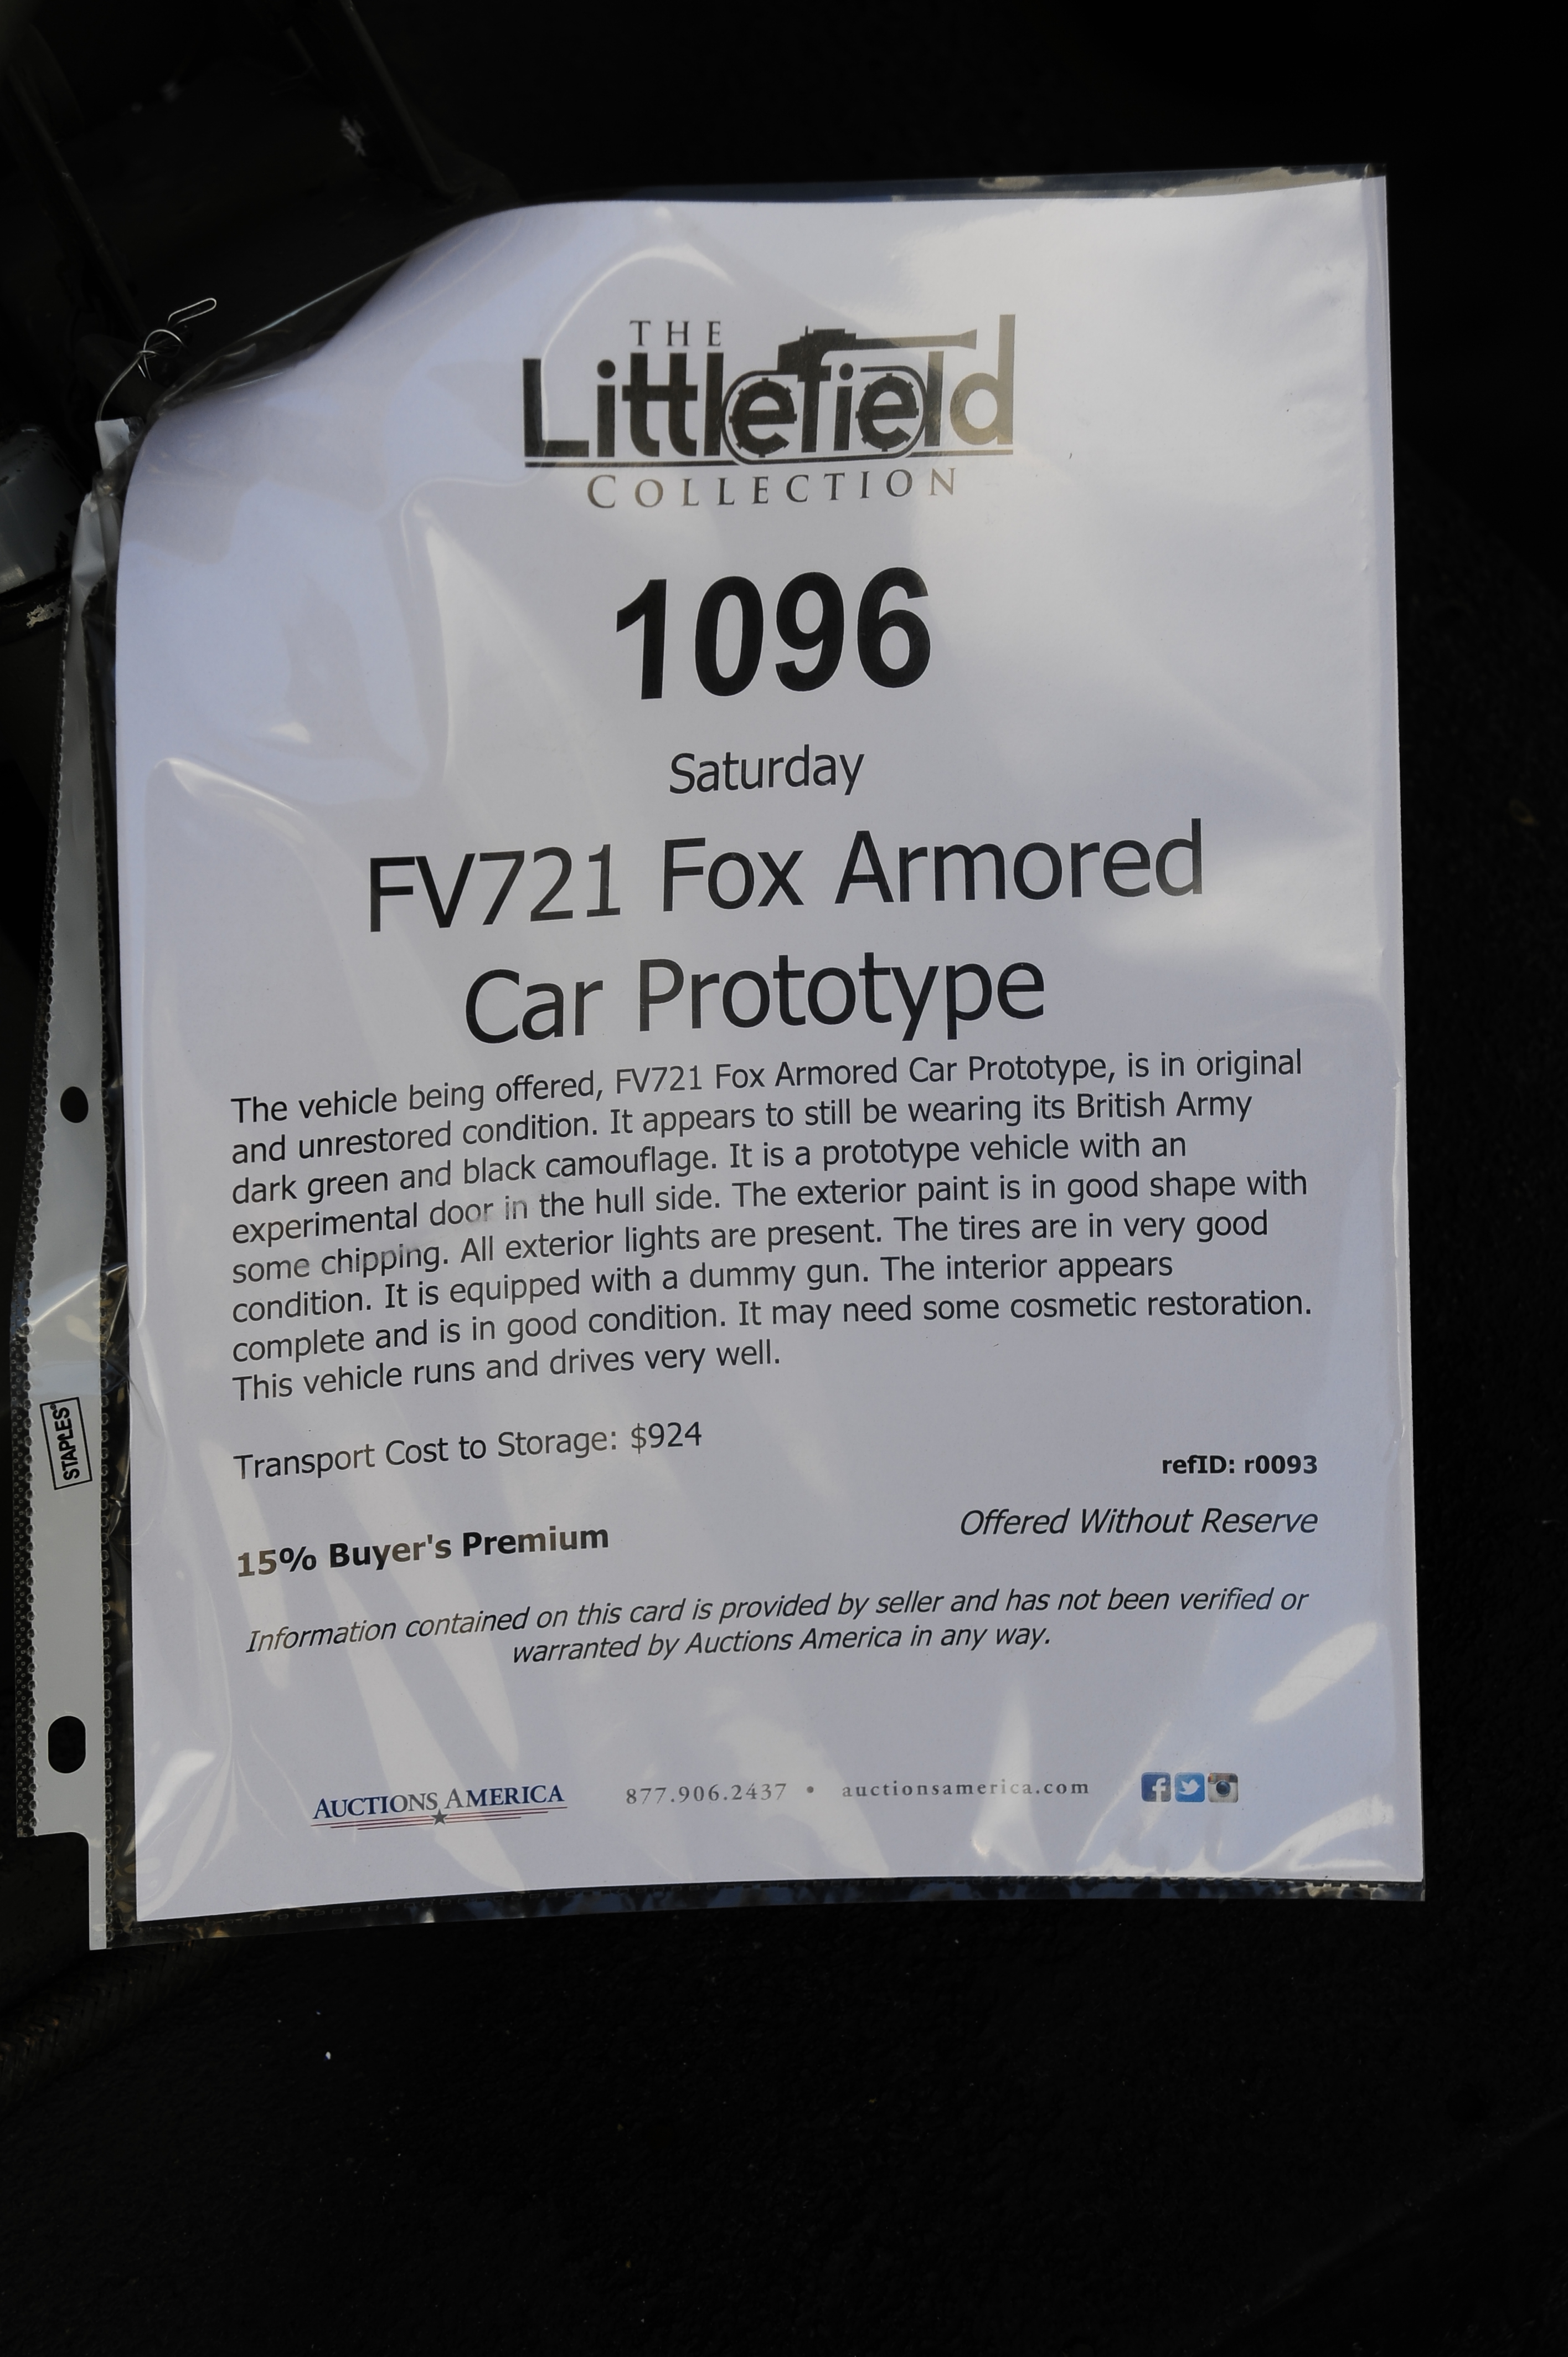 THE
Littlefield
COLLECTION
1096
Saturday
FV721 Fox Armored
Car Prototype
The vehicle being offered, FV721 Fox Armored Car Prototype, is in original
and unrestored condition. It appears to still be wearing its British Army
dark green and black camouflage. It is a prototype vehicle with an
experimental door in the hull side. The exterior paint is in good shape with
some chipping. All exterior lights are present. The tires are in very good
condition. It is equipped with a dummy gun. The interior appears
complete and is in good condition. It may need some cosmetic restoration.
This vehicle runs and drives very well.
Transport Cost to Storage: $924
refID: r0093
15% Buyer's Premium
Offered Without Reserve
Information contained on this card is provided by seller and has not been verified or
warranted by Auctions America in any way.
AUCTIONS AMERICA
877.906.2437 • auctionsamerica.com
STAPLES